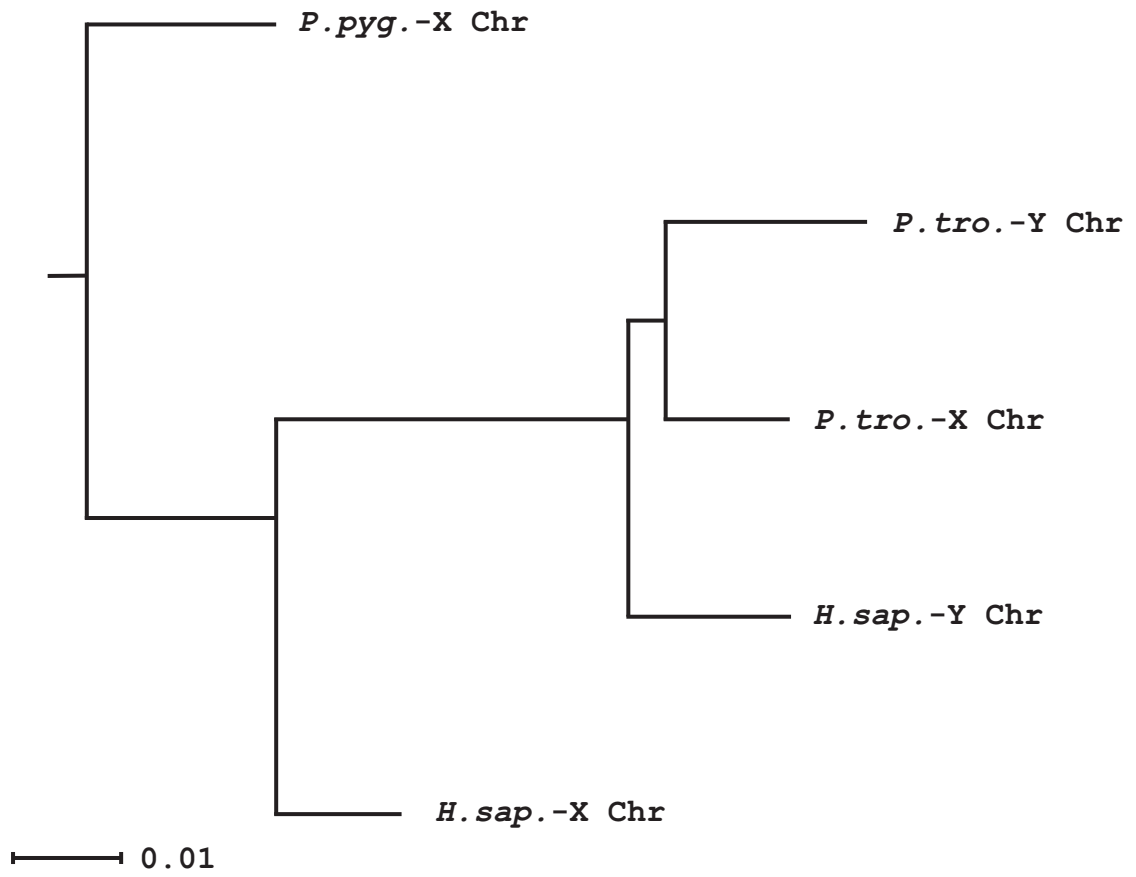 P.pyg.-X Chr
P.tro.-Y Chr
P.tro.-X Chr
H.sap.-Y Chr
H.sap.-X Chr
0.01